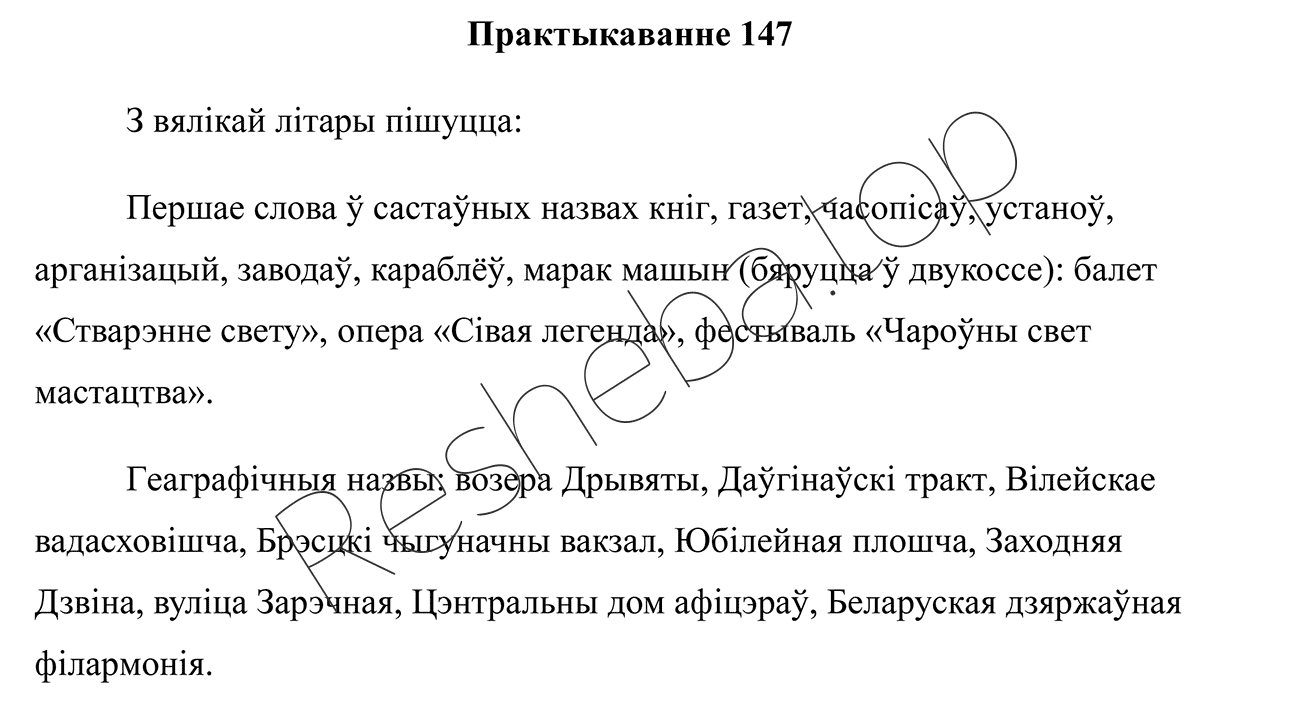 Практыкаванне 147
З вялікай літары пішуцца:
Першае слова ў састаўных назвах кніг, газет, часопісаў, устаноў,
арганізацый, заводаў, караблёў, марак машын (бяруцца ў двукоссе): балет
«Стварэнне свету», опера «Сівая легенда», фестываль «Чароўны свет
мастацтва».
Геаграфічныя назвы: возера Дрывяты, Даўгінаўскі тракт, Вілейскае
вадасховішча, Брэсцкі чыгуначны вакзал, Юбілейная плошча, Заходняя
Дзвіна, вуліца Зарэчная, Цэнтральны дом афіцэраў, Беларуская дзяржаўная
філармонія.
Resheba.top